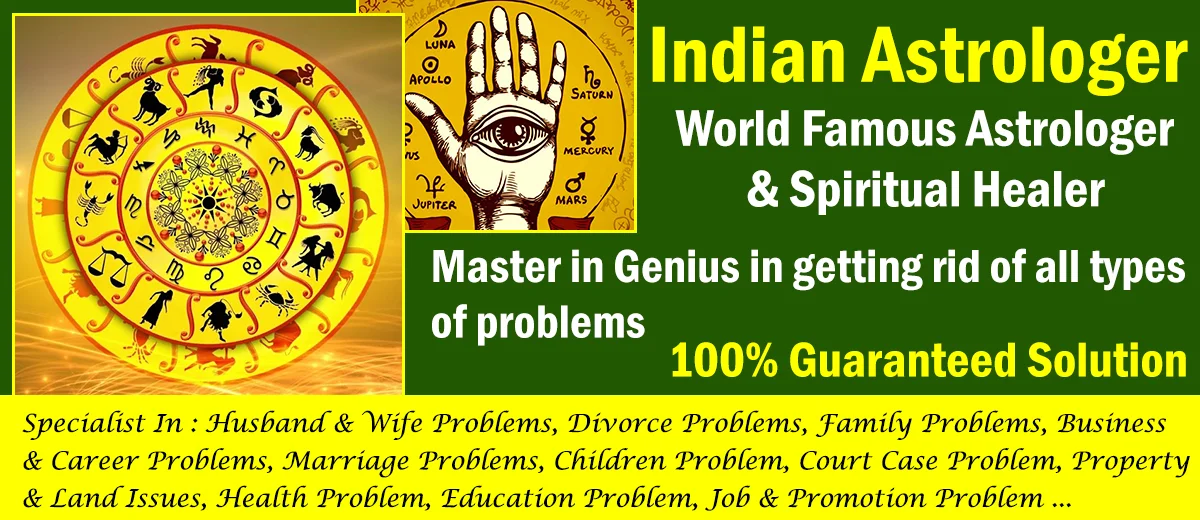 LUNA
APOLLO
SATURN
MERCURY
JUPITER
MARS
Indian Astrologer
World Famous Astrologer
& Spiritual Healer
Master in Genius in getting rid of all types
of problems
100% Guaranteed Solution
Specialist In : Husband & Wife Problems, Divorce Problems, Family Problems, Business
& Career Problems, Marriage Problems, Children Problem, Court Case Problem, Property
& Land Issues, Health Problem, Education Problem, Job & Promotion Problem ...